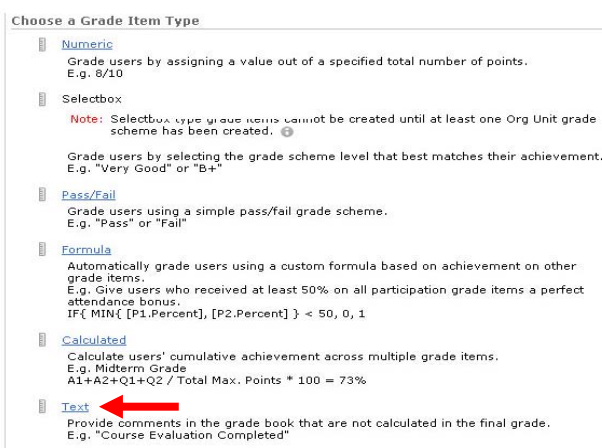 Choose a Grade Item Type
Numeric
Grade users by assigning a value out of a specified total number of points.
E.g. 8/10
Selectbox
Note: Selectbox type grade items cannot be created until at least one Org Unit grade
scheme has been created.
Grade users by selecting the grade scheme level that best matches their achievement.
E.g. "Very Good" or "B+"
Pass/Fail
Grade users using a simple pass/fail grade scheme.
E.g. "Pass" or "Fail"
Formula
Automatically grade users using a custom formula based on achievement on other
grade items.
E.g. Give users who received at least 50% on all participation grade items a perfect
attendance bonus.
IF{ MIN{ [P1.Percent], [P2.Percent] } < 50, 0, 1
Calculated
Calculate users' cumulative achievement across multiple grade items.
E.g. Midterm Grade
A1+A2+Q1+Q2 / Total Max. Points * 100 = 73%
Text
Provide comments in the grade book that are not calculated in the final grade.
E.g. "Course Evaluation Completed"